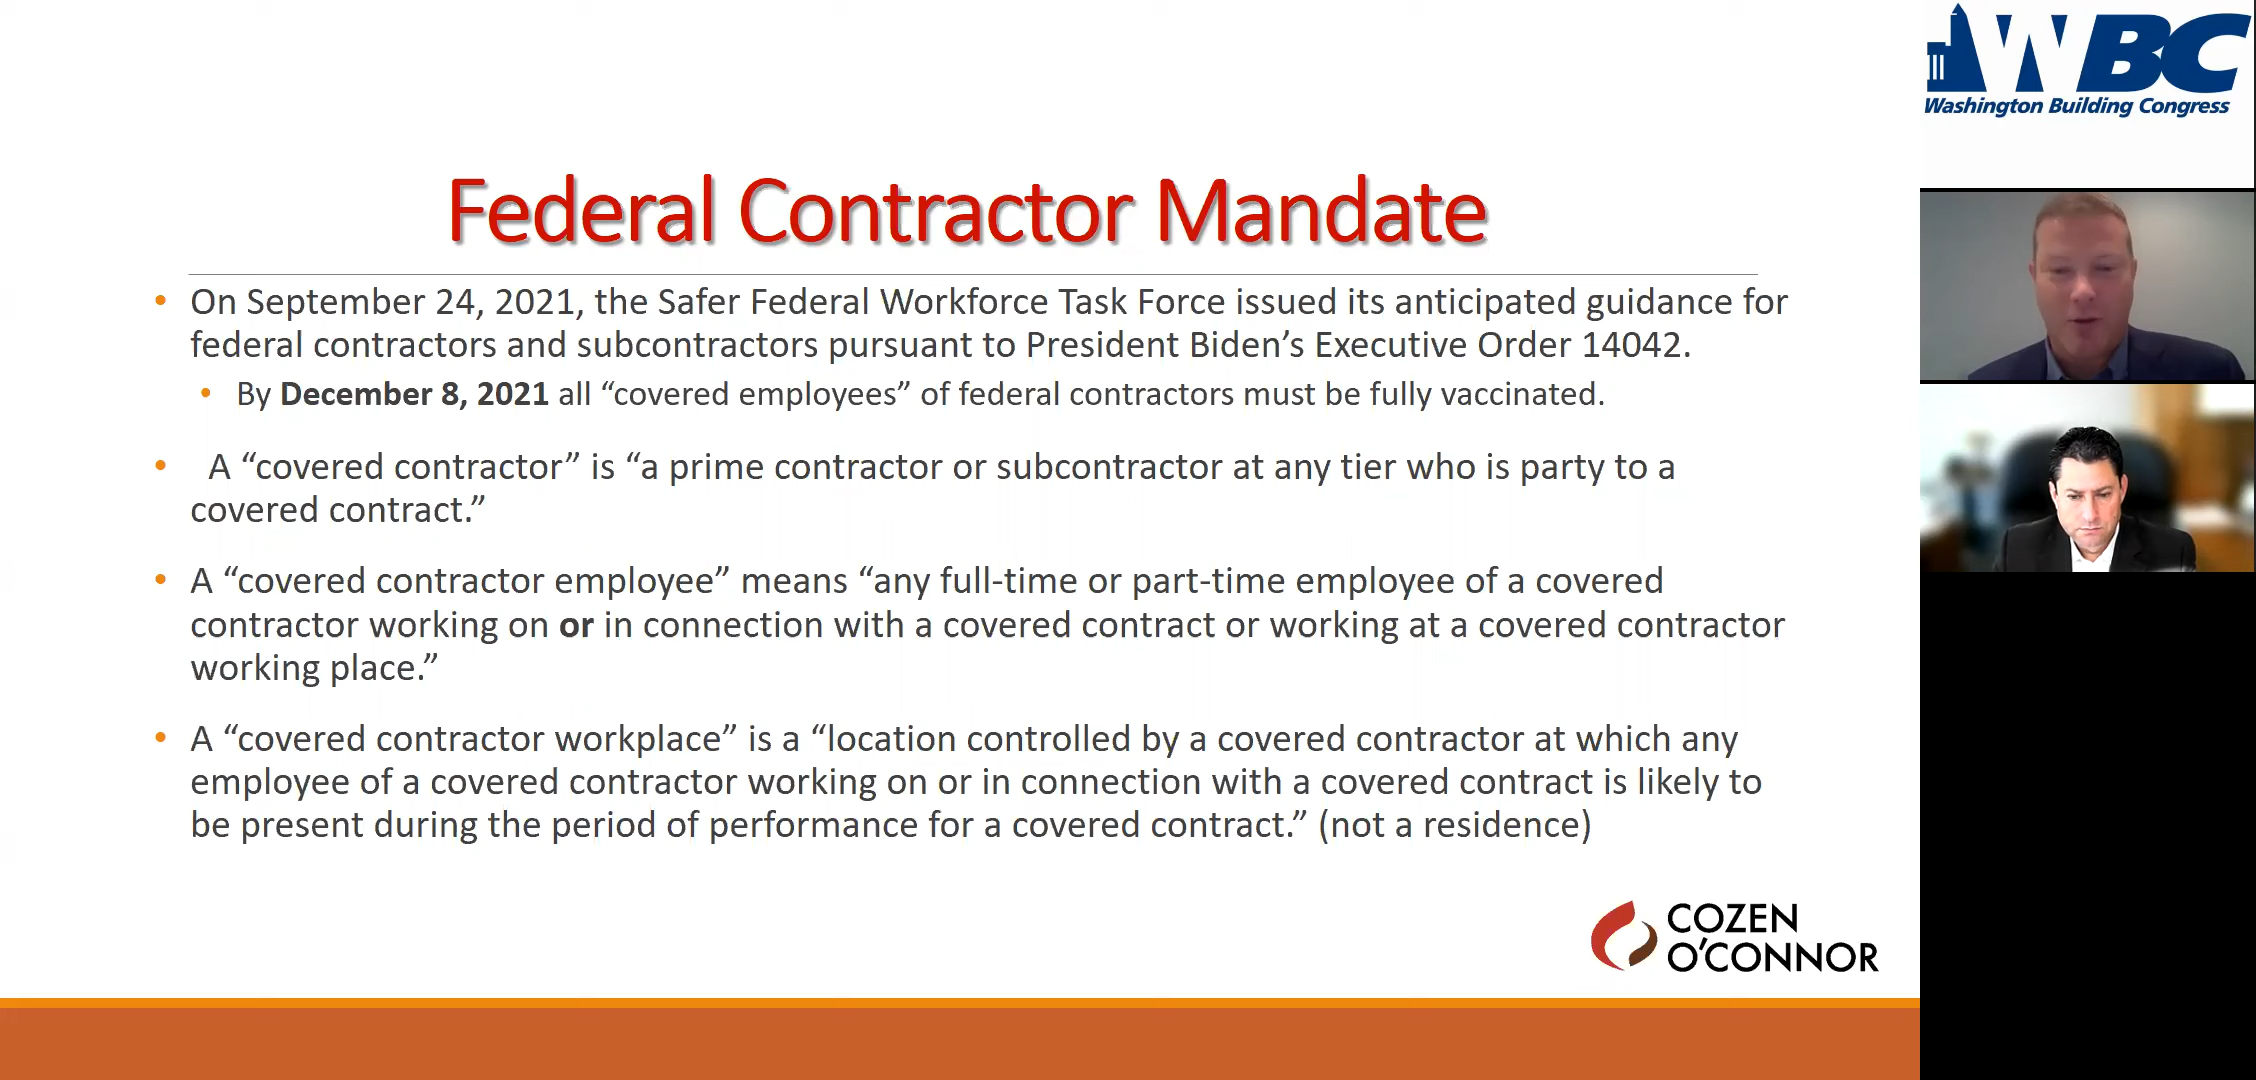 WBC
Washington Building Congress
Federal Contractor Mandate
• On September 24, 2021, the Safer Federal Workforce Task Force issued its anticipated guidance for
federal contractors and subcontractors pursuant to President Biden’s Executive Order 14042.
• By December 8, 2021 all “covered employees” of federal contractors must be fully vaccinated.
• A “covered contractor” is “a prime contractor or subcontractor at any tier who is party to a
covered contract.”
• A “covered contractor employee” means “any full-time or part-time employee of a covered
contractor working on or in connection with a covered contract or working at a covered contractor
working place.”
• A “covered contractor workplace” is a “location controlled by a covered contractor at which any
employee of a covered contractor working on or in connection with a covered contract is likely to
be present during the period of performance for a covered contract.” (not a residence)
COZEN
O’CONNOR